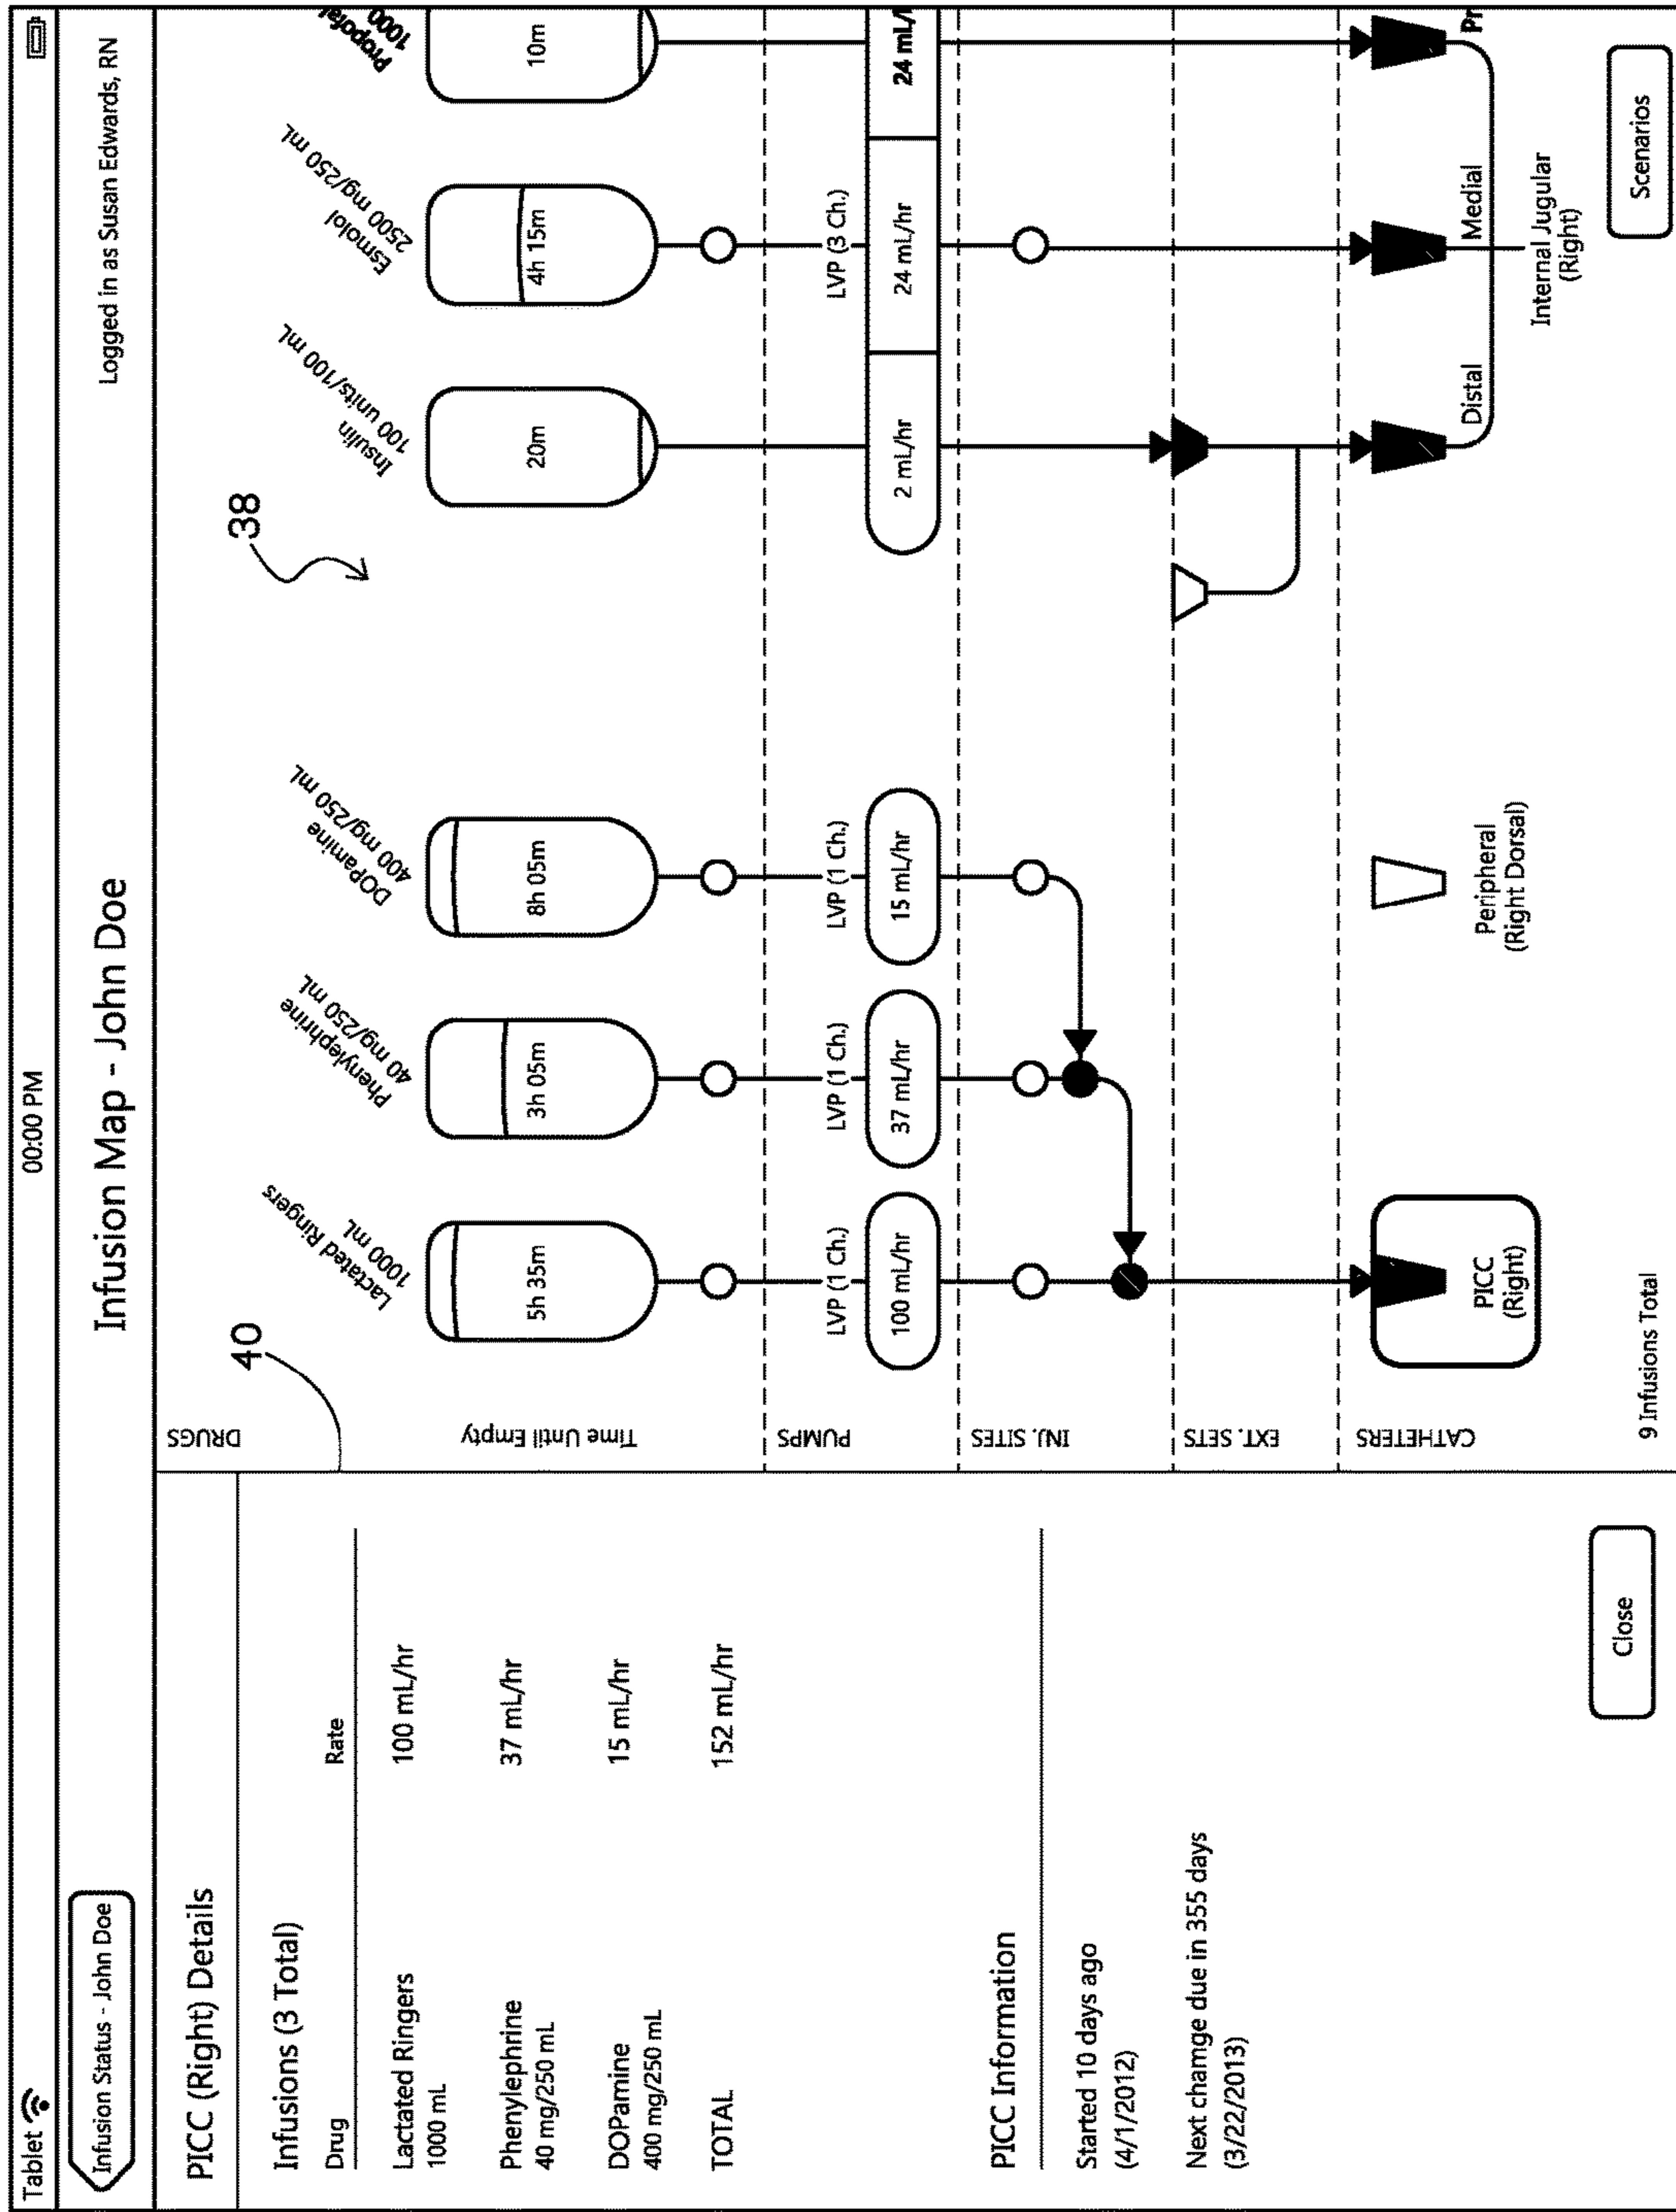 Tablet
00:00 PM
Infusion Status - John Doe
Infusion Map - John Doe
Logged in as Susan Edwards, RN
PICC (Right) Details
Infusions (3 Total)
Drug Rate
Lactated Ringers 100 mL/hr
1000 mL
Phenylephrine 37 mL/hr
40 mg/250 mL
DOPamine 15 mL/hr
400 mg/250 mL
TOTAL 152 mL/hr
PICC Information
Started 10 days ago
(4/1/2012)
Next change due in 355 days
(3/22/2013)
Close
40
38
DRUGS
Lactated Ringers
1000 mL
Phenylephrine
40 mg/250 mL
DOPamine
400 mg/250 mL
Insulin
100 units/100 mL
Esmolol
2500 mg/250 mL
Propofal
1000
Time Until Empty
5h 35m
3h 05m
8h 05m
20m
4h 15m
10m
PUMPS
LVP (1 Ch.)
LVP (1 Ch.)
LVP (1 Ch.)
LVP (3 Ch.)
100 mL/hr
37 mL/hr
15 mL/hr
2 mL/hr
24 mL/hr
24 mL/
INJ. SITES
EXT. SETS
CATHETERS
PICC
(Right)
Peripheral
(Right Dorsal)
Distal
Medial
Pr
Internal Jugular
(Right)
9 Infusions Total
Scenarios